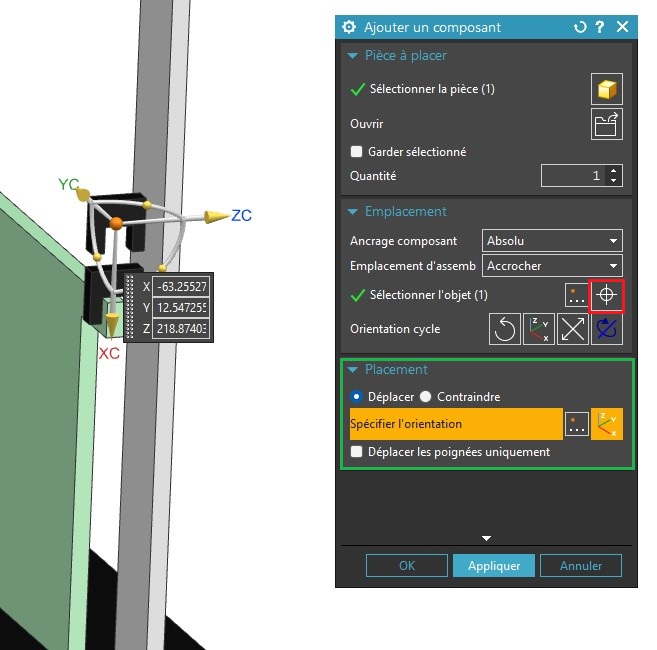 Ajouter un composant
Pièce à placer
Sélectionner la pièce (1)
Ouvrir
Garder sélectionné
Quantité 1
Emplacement
Ancrage composant Absolu
Emplacement d'assemb Accrocher
Sélectionner l'objet (1)
Orientation cycle
Placement
Déplacer Contraindre
Spécifier l'orientation
Déplacer les poignées uniquement
OK Appliquer Annuler
YC
ZC
X -63.25527
Y 12.54725
Z 218.8740
XC